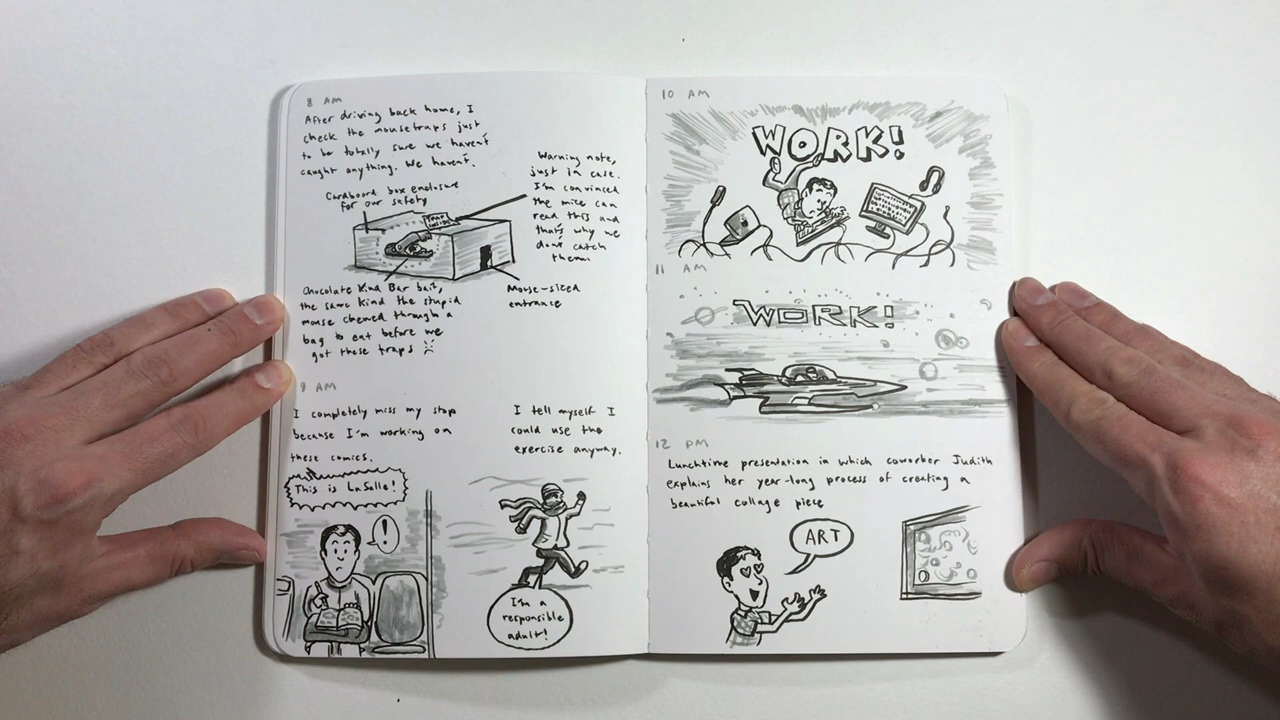 8 AM
After driving back home, I
check the mousetraps just
to be totally sure we haven't
caught anything. We haven't.
Cardboard box enclosure
for our safety
Warning note,
just in case.
I'm convinced
the mice can
read this and
that's why we
don't catch
them.
TRAP
INSIDE
Chocolate Kind Bar bait,
the same kind the stupid
mouse chewed through a
bag to eat before we
got these traps
Mouse-sized
entrance
9 AM
I completely miss my stop
because I'm working on
these comics.
This is LaSalle!
!
I tell myself I
could use the
exercise anyway.
I'm a
responsible
adult!
10 AM
WORK!
11 AM
WORK!
12 PM
Lunchtime presentation in which coworker Judith
explains her year-long process of creating a
beautiful collage piece
ART